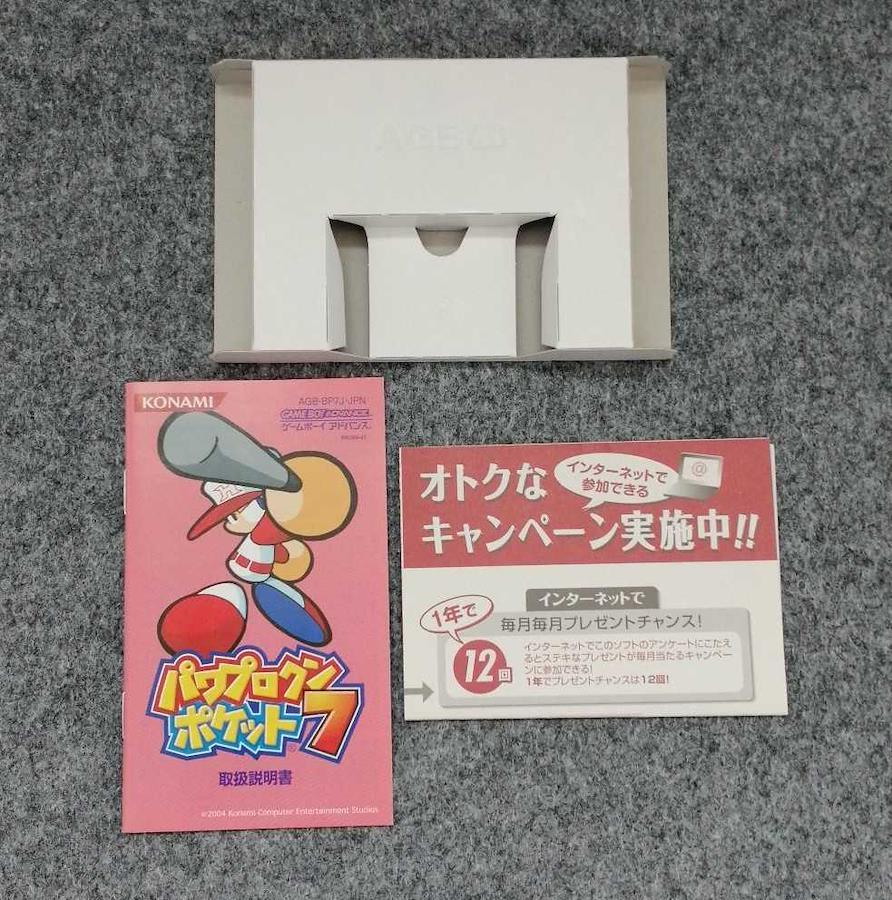 KONAMI
AGB-BP7J-JPN
GAME BOY ADVANCE
ゲームボーイ アドバンス
パワプロクン
ポケット7
取扱説明書
©2004 Konami Computer Entertainment Studios
オトクな
インターネットで
参加できる
@
キャンペーン実施中!!
インターネットで
1年で
12回
毎月毎月プレゼントチャンス!
インターネットでこのソフトのアンケートにこたえ
るとステキなプレゼントが毎月当たるキャンペー
ンに参加できる!
1年でプレゼントチャンスは12回!